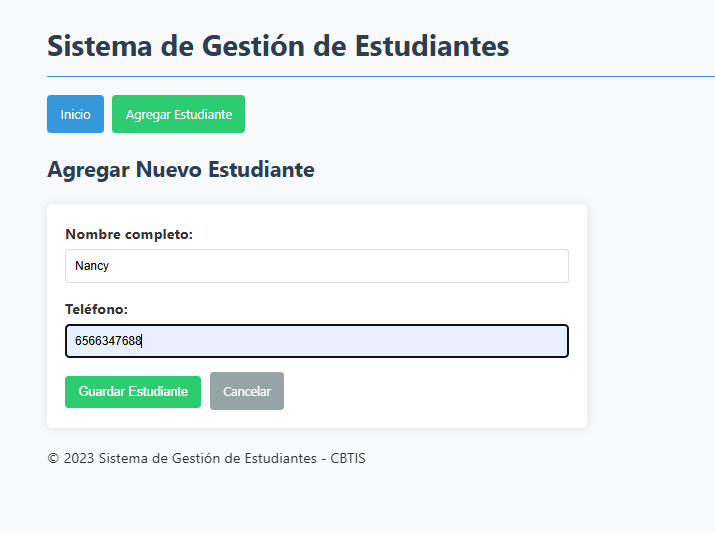 Sistema de Gestión de Estudiantes
Inicio Agregar Estudiante
Agregar Nuevo Estudiante
Nombre completo:
Nancy
Teléfono:
6566347688
Guardar Estudiante Cancelar
© 2023 Sistema de Gestión de Estudiantes - CBTIS